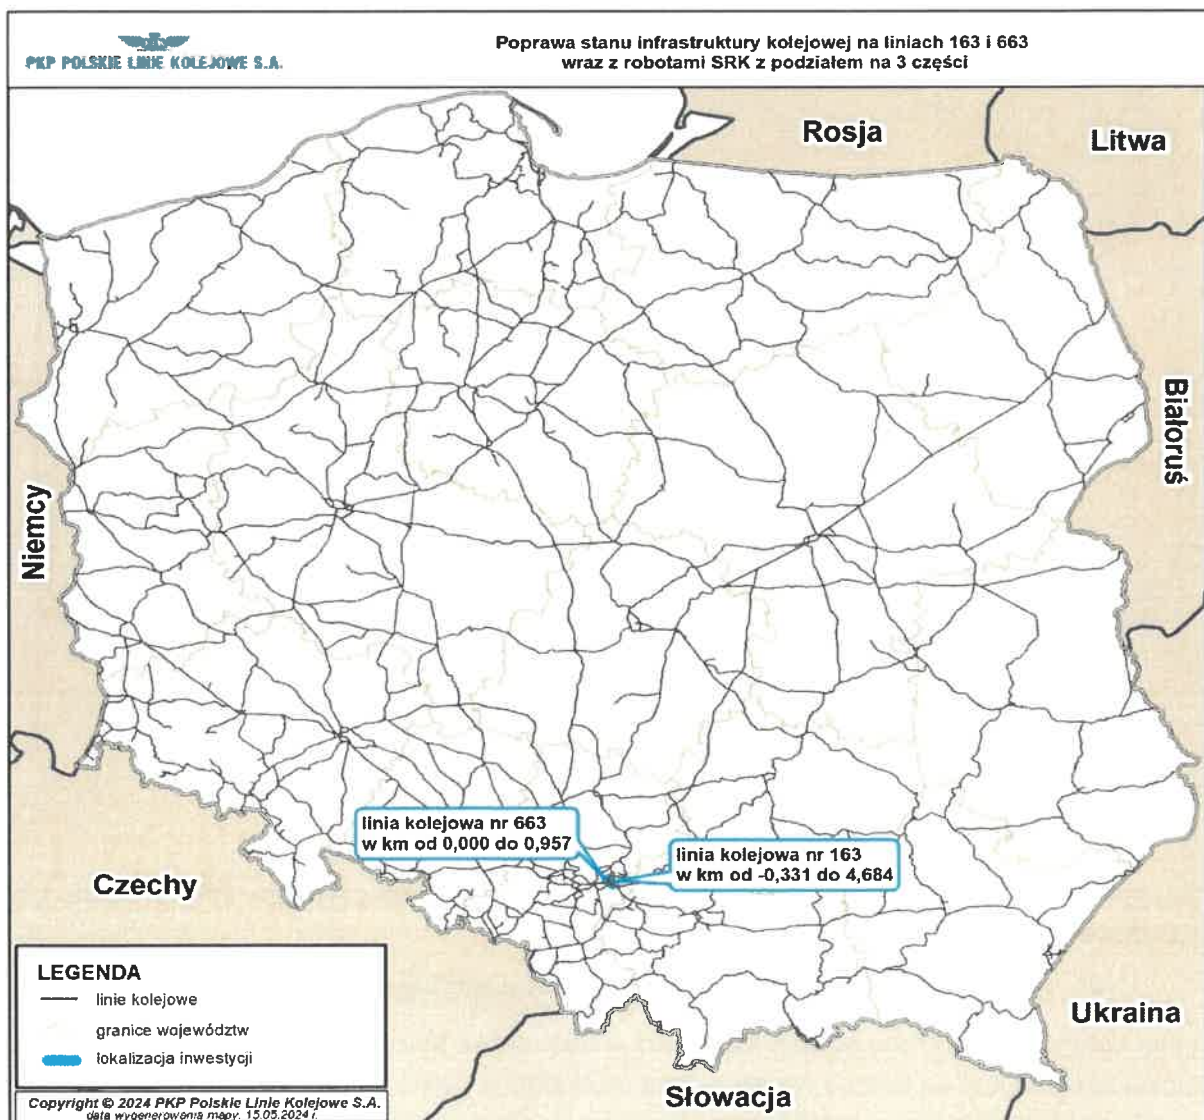 PKP POLSKIE LINIE KOLEJOWE S.A.
Poprawa stanu infrastruktury kolejowej na liniach 163 i 663
wraz z robotami SRK z podziałem na 3 części
Rosja
Litwa
Białoruś
Niemcy
linia kolejowa nr 663
w km od 0,000 do 0,957
linia kolejowa nr 163
w km od -0,331 do 4,684
Czechy
LEGENDA
linie kolejowe
granice województw
lokalizacja inwestycji
Ukraina
Słowacja
Copyright © 2024 PKP Polskie Linie Kolejowe S.A.
data wygenerowania mapy: 15.05.2024 r.